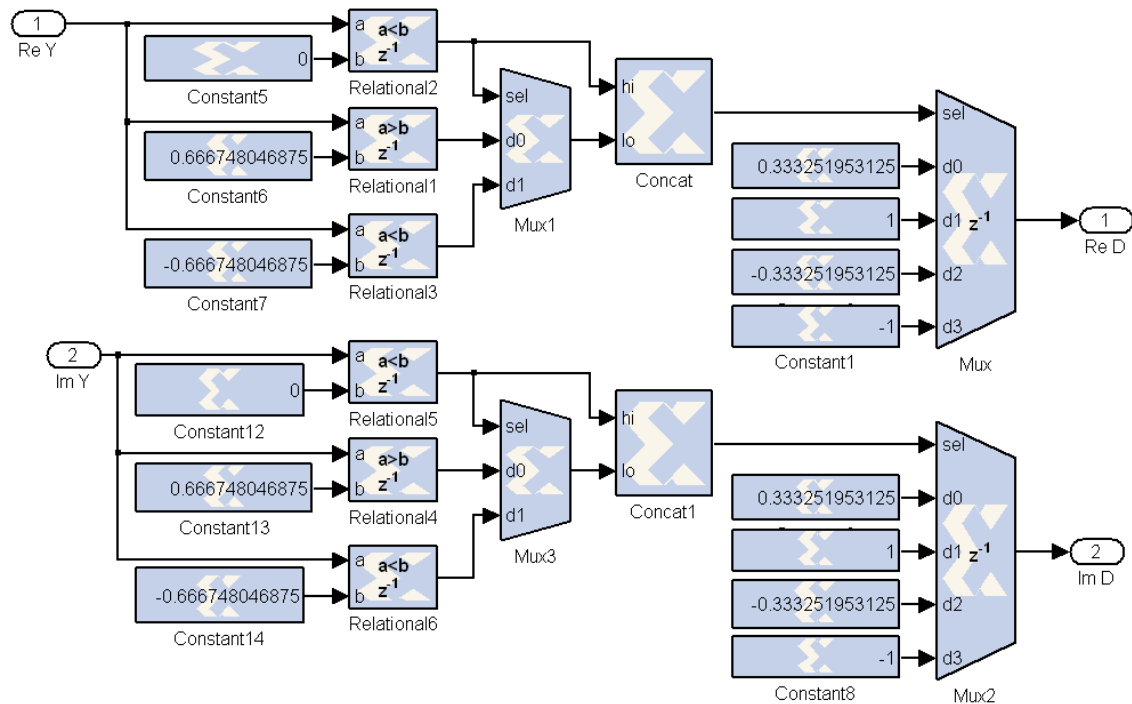 1
Re Y
a
b
a<b
z-1
Relational2
0
Constant5
a
b
a>b
z-1
Relational1
0.666748046875
Constant6
a
b
a<b
z-1
Relational3
-0.666748046875
Constant7
sel
d0
d1
Mux1
hi
lo
Concat
sel
d0
d1
d2
d3
z-1
Mux
0.333251953125
1
-0.333251953125
-1
Constant1
1
Re D
2
Im Y
a
b
a<b
z-1
Relational5
0
Constant12
a
b
a>b
z-1
Relational4
0.666748046875
Constant13
a
b
a<b
z-1
Relational6
-0.666748046875
Constant14
sel
d0
d1
Mux3
hi
lo
Concat1
sel
d0
d1
d2
d3
z-1
Mux2
0.333251953125
1
-0.333251953125
-1
Constant8
2
Im D